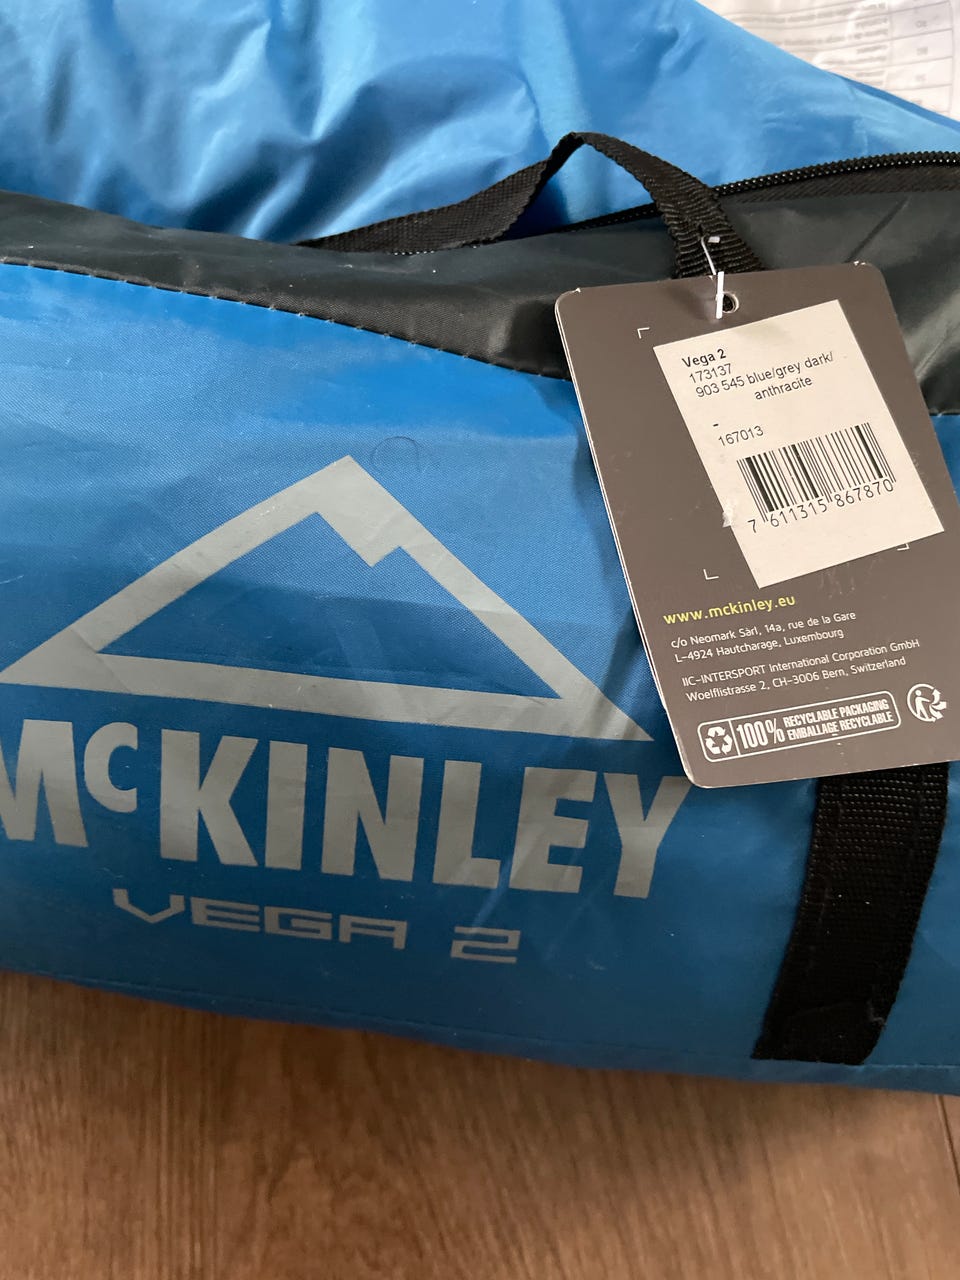 Vega 2
173137
903 545 blue/grey dark/
anthracite
-
167013
7 611315 867870
www.mckinley.eu
c/o Neomark Sàrl, 14a, rue de la Gare
L-4924 Hautcharage, Luxembourg
IIC-INTERSPORT International Corporation GmbH
Woelflistrasse 2, CH-3006 Bern, Switzerland
100% RECYCLABLE PACKAGING
EMBALLAGE RECYCLABLE
McKINLEY
VEGA 2